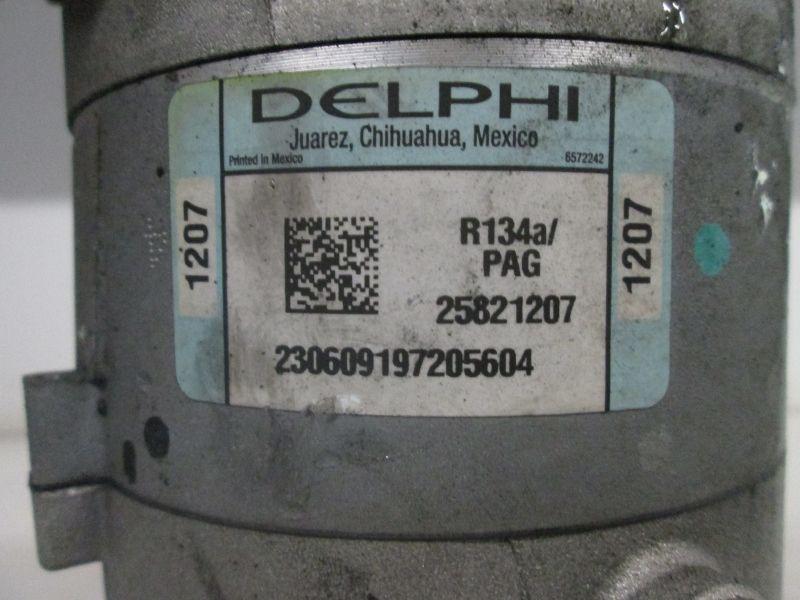 DELPHI
Juarez, Chihuahua, Mexico
Printed in Mexico
6572242
1207
R134a/
PAG
25821207
230609197205604
1207